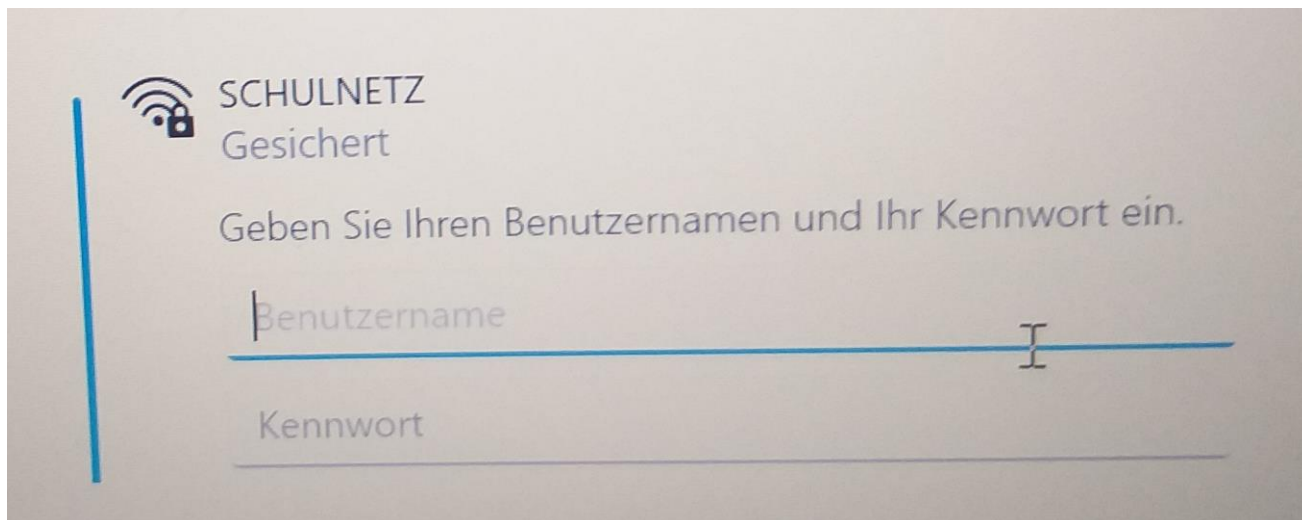 SCHULNETZ
Gesichert
Geben Sie Ihren Benutzernamen und Ihr Kennwort ein.
Benutzername
Kennwort